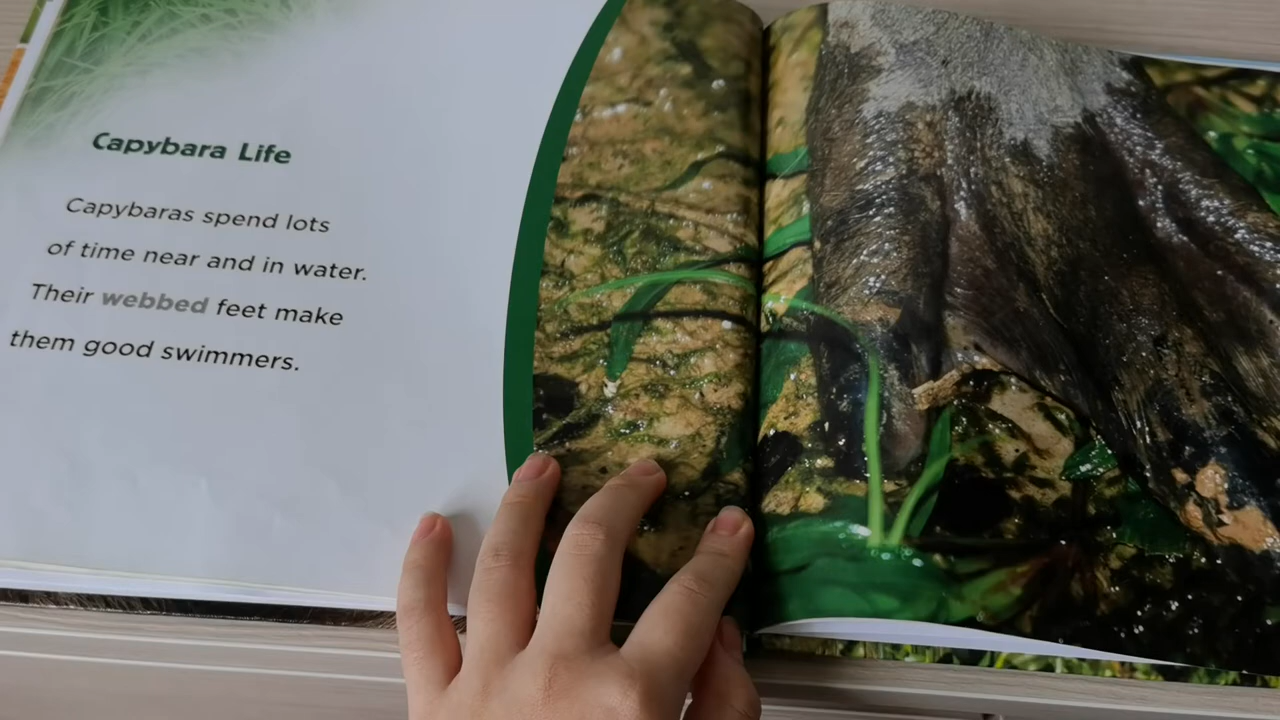 Capybara Life
Capybaras spend lots
of time near and in water.
Their webbed feet make
them good swimmers.